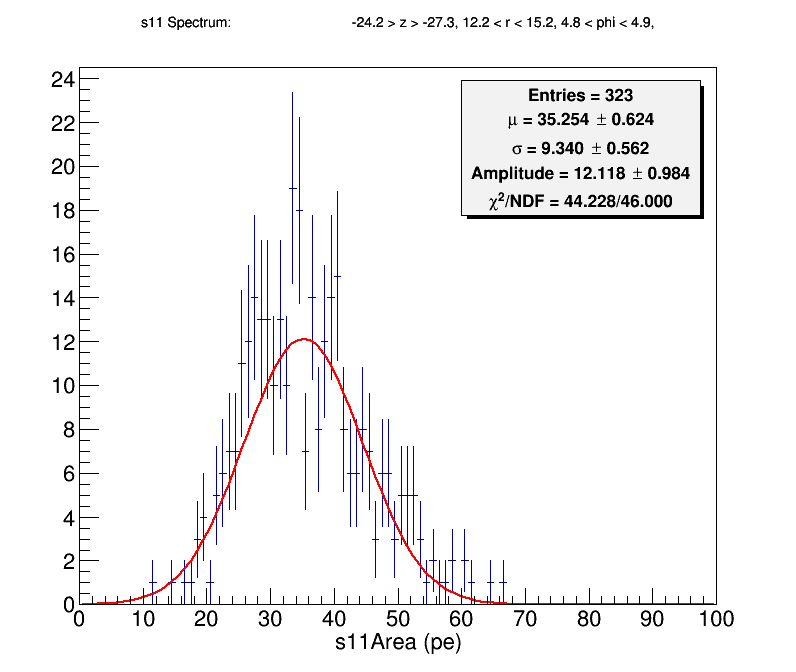 s11 Spectrum: -24.2 > z > -27.3, 12.2 < r < 15.2, 4.8 < phi < 4.9,
Entries = 323
μ = 35.254 ± 0.624
σ = 9.340 ± 0.562
Amplitude = 12.118 ± 0.984
χ²/NDF = 44.228/46.000
24
22
20
18
16
14
12
10
8
6
4
2
0
0 10 20 30 40 50 60 70 80 90 100
s11Area (pe)